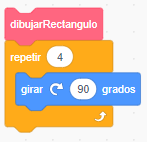 dibujarRectangulo
repetir 4
girar 90 grados